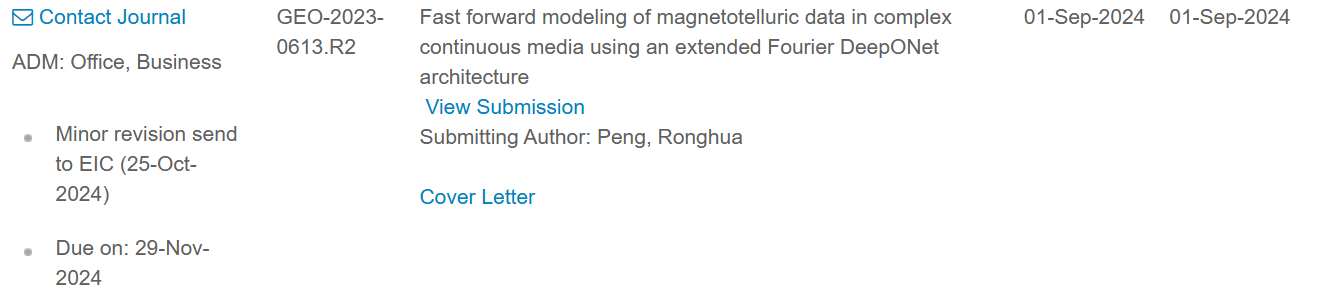 Contact Journal
ADM: Office, Business
Minor revision send
to EIC (25-Oct-
2024)
Due on: 29-Nov-
2024
GEO-2023-
0613.R2
Fast forward modeling of magnetotelluric data in complex
continuous media using an extended Fourier DeepONet
architecture
View Submission
Submitting Author: Peng, Ronghua
Cover Letter
01-Sep-2024
01-Sep-2024